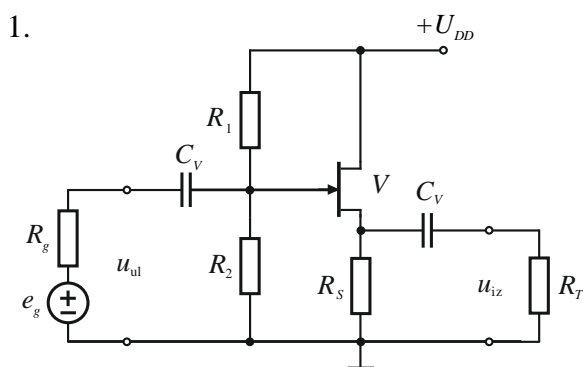 1.
+U_DD
R_1
C_V
V
C_V
R_g
u_ul
R_2
R_S
u_iz
R_T
e_g